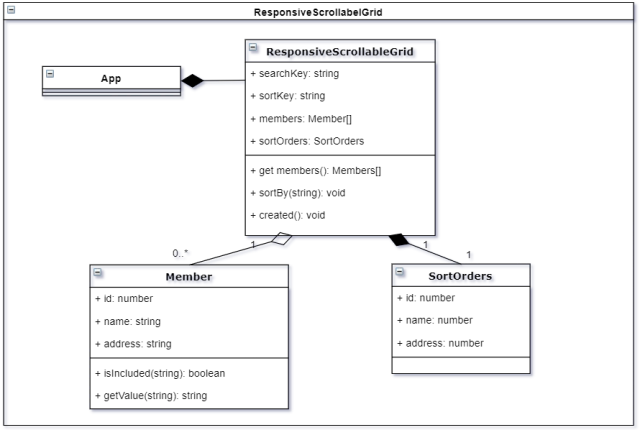 ResponsiveScrollabelGrid
ResponsiveScrollableGrid
+ searchKey: string
+ sortKey: string
+ members: Member[]
+ sortOrders: SortOrders
+ get members(): Members[]
+ sortBy(string): void
+ created(): void
App
0..*
1
1
1
Member
+ id: number
+ name: string
+ address: string
+ isIncluded(string): boolean
+ getValue(string): string
SortOrders
+ id: number
+ name: number
+ address: number